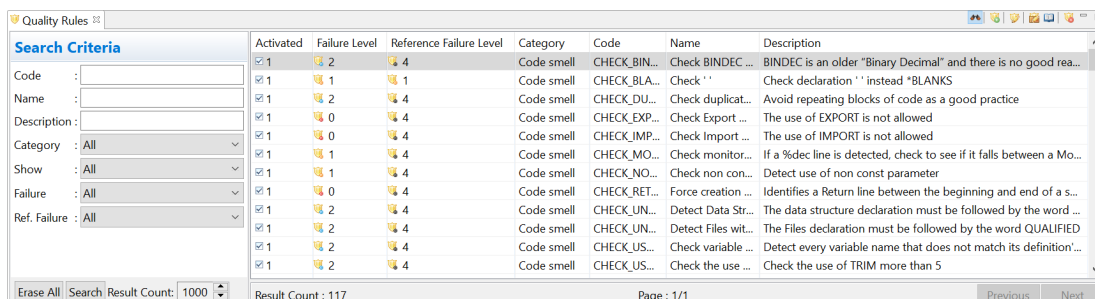 Quality Rules
Search Criteria
Code :
Name :
Description :
Category : All
Show : All
Failure : All
Ref. Failure : All
Erase All Search Result Count: 1000
Activated Failure Level Reference Failure Level Category Code Name Description
1 2 4 Code smell CHECK_BIN... Check BINDEC ... BINDEC is an older “Binary Decimal” and there is no good rea...
1 1 1 Code smell CHECK_BLA... Check ' ' Check declaration ' ' instead *BLANKS
1 2 4 Code smell CHECK_DU... Check duplicat... Avoid repeating blocks of code as a good practice
1 0 4 Code smell CHECK_EXP... Check Export ... The use of EXPORT is not allowed
1 0 4 Code smell CHECK_IMP... Check Import ... The use of IMPORT is not allowed
1 1 4 Code smell CHECK_MO... Check monitor... If a %dec line is detected, check to see if it falls between a Mo...
1 1 4 Code smell CHECK_NO... Check non con... Detect use of non const parameter
1 0 4 Code smell CHECK_RET... Force creation ... Identifies a Return line between the beginning and end of a s...
1 2 4 Code smell CHECK_UN... Detect Data Str... The data structure declaration must be followed by the word ...
1 2 4 Code smell CHECK_UN... Detect Files wit... The Files declaration must be followed by the word QUALIFIED
1 2 4 Code smell CHECK_US... Check variable ... Detect every variable name that does not match its definition'...
1 2 4 Code smell CHECK_US... Check the use ... Check the use of TRIM more than 5
Result Count : 117 Page : 1/1 Previous Next